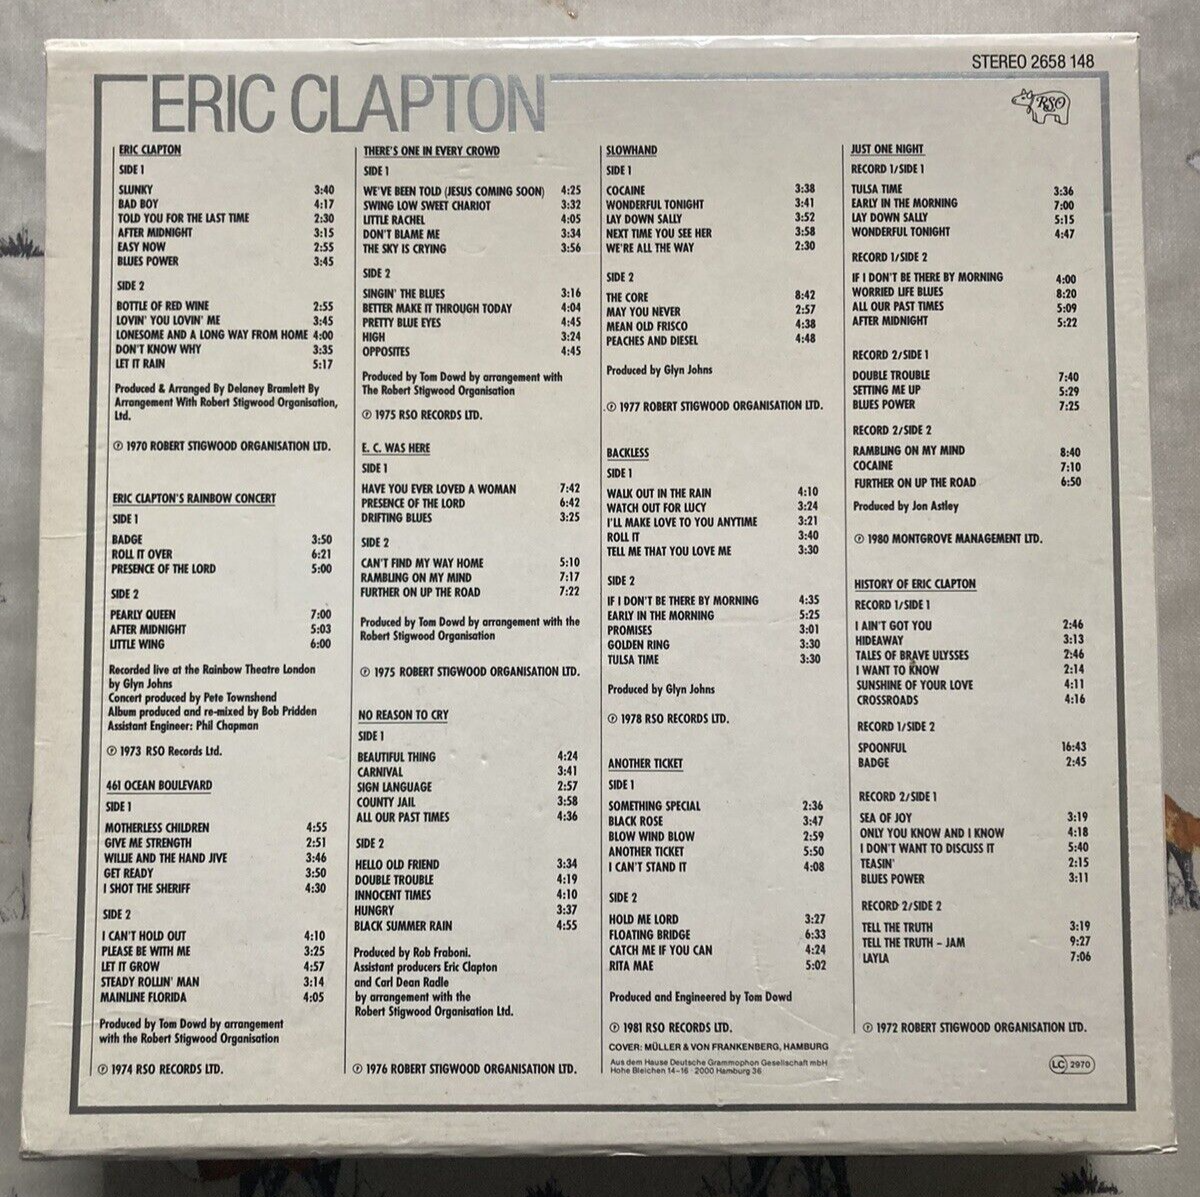 STEREO 2658 148
RSO
ERIC CLAPTON
ERIC CLAPTON
SIDE 1
SLUNKY 3:40
BAD BOY 4:17
TOLD YOU FOR THE LAST TIME 2:30
AFTER MIDNIGHT 3:15
EASY NOW 2:55
BLUES POWER 3:45
SIDE 2
BOTTLE OF RED WINE 2:55
LOVIN' YOU LOVIN' ME 3:45
LONESOME AND A LONG WAY FROM HOME 4:00
DON'T KNOW WHY 3:35
LET IT RAIN 5:17
Produced & Arranged By Delaney Bramlett By
Arrangement With Robert Stigwood Organisation,
Ltd.
℗ 1970 ROBERT STIGWOOD ORGANISATION LTD.
ERIC CLAPTON'S RAINBOW CONCERT
SIDE 1
BADGE 3:50
ROLL IT OVER 6:21
PRESENCE OF THE LORD 5:00
SIDE 2
PEARLY QUEEN 7:00
AFTER MIDNIGHT 5:03
LITTLE WING 6:00
Recorded live at the Rainbow Theatre London
by Glyn Johns
Concert produced by Pete Townshend
Album produced and re-mixed by Bob Pridden
Assistant Engineer: Phil Chapman
℗ 1973 RSO Records Ltd.
461 OCEAN BOULEVARD
SIDE 1
MOTHERLESS CHILDREN 4:55
GIVE ME STRENGTH 2:51
WILLIE AND THE HAND JIVE 3:46
GET READY 3:50
I SHOT THE SHERIFF 4:30
SIDE 2
I CAN'T HOLD OUT 4:10
PLEASE BE WITH ME 3:25
LET IT GROW 4:57
STEADY ROLLIN' MAN 3:14
MAINLINE FLORIDA 4:05
Produced by Tom Dowd by arrangement
with the Robert Stigwood Organisation
℗ 1974 RSO RECORDS LTD.
THERE'S ONE IN EVERY CROWD
SIDE 1
WE'VE BEEN TOLD (JESUS COMING SOON) 4:25
SWING LOW SWEET CHARIOT 3:32
LITTLE RACHEL 4:05
DON'T BLAME ME 3:34
THE SKY IS CRYING 3:56
SIDE 2
SINGIN' THE BLUES 3:16
BETTER MAKE IT THROUGH TODAY 4:04
PRETTY BLUE EYES 4:45
HIGH 3:24
OPPOSITES 4:45
Produced by Tom Dowd by arrangement with
The Robert Stigwood Organisation
℗ 1975 RSO RECORDS LTD.
E. C. WAS HERE
SIDE 1
HAVE YOU EVER LOVED A WOMAN 7:42
PRESENCE OF THE LORD 6:42
DRIFTING BLUES 3:25
SIDE 2
CAN'T FIND MY WAY HOME 5:10
RAMBLING ON MY MIND 7:17
FURTHER ON UP THE ROAD 7:22
Produced by Tom Dowd by arrangement with the
Robert Stigwood Organisation
℗ 1975 ROBERT STIGWOOD ORGANISATION LTD.
NO REASON TO CRY
SIDE 1
BEAUTIFUL THING 4:24
CARNIVAL 3:41
SIGN LANGUAGE 2:57
COUNTY JAIL 3:58
ALL OUR PAST TIMES 4:36
SIDE 2
HELLO OLD FRIEND 3:34
DOUBLE TROUBLE 4:19
INNOCENT TIMES 4:10
HUNGRY 3:37
BLACK SUMMER RAIN 4:55
Produced by Rob Fraboni.
Assistant producers Eric Clapton
and Carl Dean Radle
by arrangement with the
Robert Stigwood Organisation Ltd.
℗ 1976 ROBERT STIGWOOD ORGANISATION LTD.
SLOWHAND
SIDE 1
COCAINE 3:38
WONDERFUL TONIGHT 3:41
LAY DOWN SALLY 3:52
NEXT TIME YOU SEE HER 3:58
WE'RE ALL THE WAY 2:30
SIDE 2
THE CORE 8:42
MAY YOU NEVER 2:57
MEAN OLD FRISCO 4:38
PEACHES AND DIESEL 4:48
Produced by Glyn Johns
℗ 1977 ROBERT STIGWOOD ORGANISATION LTD.
BACKLESS
SIDE 1
WALK OUT IN THE RAIN 4:10
WATCH OUT FOR LUCY 3:24
I'LL MAKE LOVE TO YOU ANYTIME 3:21
ROLL IT 3:40
TELL ME THAT YOU LOVE ME 3:30
SIDE 2
IF I DON'T BE THERE BY MORNING 4:35
EARLY IN THE MORNING 5:25
PROMISES 3:01
GOLDEN RING 3:30
TULSA TIME 3:30
Produced by Glyn Johns
℗ 1978 RSO RECORDS LTD.
ANOTHER TICKET
SIDE 1
SOMETHING SPECIAL 2:36
BLACK ROSE 3:47
BLOW WIND BLOW 2:59
ANOTHER TICKET 5:50
I CAN'T STAND IT 4:08
SIDE 2
HOLD ME LORD 3:27
FLOATING BRIDGE 6:33
CATCH ME IF YOU CAN 4:24
RITA MAE 5:02
Produced and Engineered by Tom Dowd
℗ 1981 RSO RECORDS LTD.
COVER: MÜLLER & VON FRANKENBERG, HAMBURG
Aus dem Hause Deutsche Grammophon Gesellschaft mbH
Hohe Bleichen 14-16 · 2000 Hamburg 36
JUST ONE NIGHT
RECORD 1/SIDE 1
TULSA TIME 3:36
EARLY IN THE MORNING 7:00
LAY DOWN SALLY 5:15
WONDERFUL TONIGHT 4:47
RECORD 1/SIDE 2
IF I DON'T BE THERE BY MORNING 4:00
WORRIED LIFE BLUES 8:20
ALL OUR PAST TIMES 5:09
AFTER MIDNIGHT 5:22
RECORD 2/SIDE 1
DOUBLE TROUBLE 7:40
SETTING ME UP 5:29
BLUES POWER 7:25
RECORD 2/SIDE 2
RAMBLING ON MY MIND 8:40
COCAINE 7:10
FURTHER ON UP THE ROAD 6:50
Produced by Jon Astley
℗ 1980 MONTGROVE MANAGEMENT LTD.
HISTORY OF ERIC CLAPTON
RECORD 1/SIDE 1
I AIN'T GOT YOU 2:46
HIDEAWAY 3:13
TALES OF BRAVE ULYSSES 2:46
I WANT TO KNOW 2:14
SUNSHINE OF YOUR LOVE 4:11
CROSSROADS 4:16
RECORD 1/SIDE 2
SPOONFUL 16:43
BADGE 2:45
RECORD 2/SIDE 1
SEA OF JOY 3:19
ONLY YOU KNOW AND I KNOW 4:18
I DON'T WANT TO DISCUSS IT 5:40
TEASIN' 2:15
BLUES POWER 3:11
RECORD 2/SIDE 2
TELL THE TRUTH 3:19
TELL THE TRUTH – JAM 9:27
LAYLA 7:06
℗ 1972 ROBERT STIGWOOD ORGANISATION LTD.
LC 2970